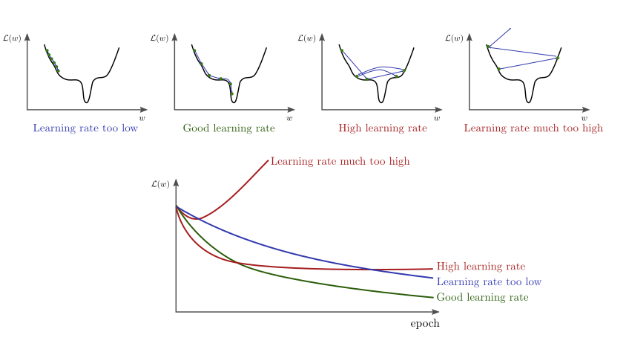 ℒ(w)
w
Learning rate too low
ℒ(w)
w
Good learning rate
ℒ(w)
w
High learning rate
ℒ(w)
w
Learning rate much too high
ℒ(w)
Learning rate much too high
High learning rate
Learning rate too low
Good learning rate
epoch